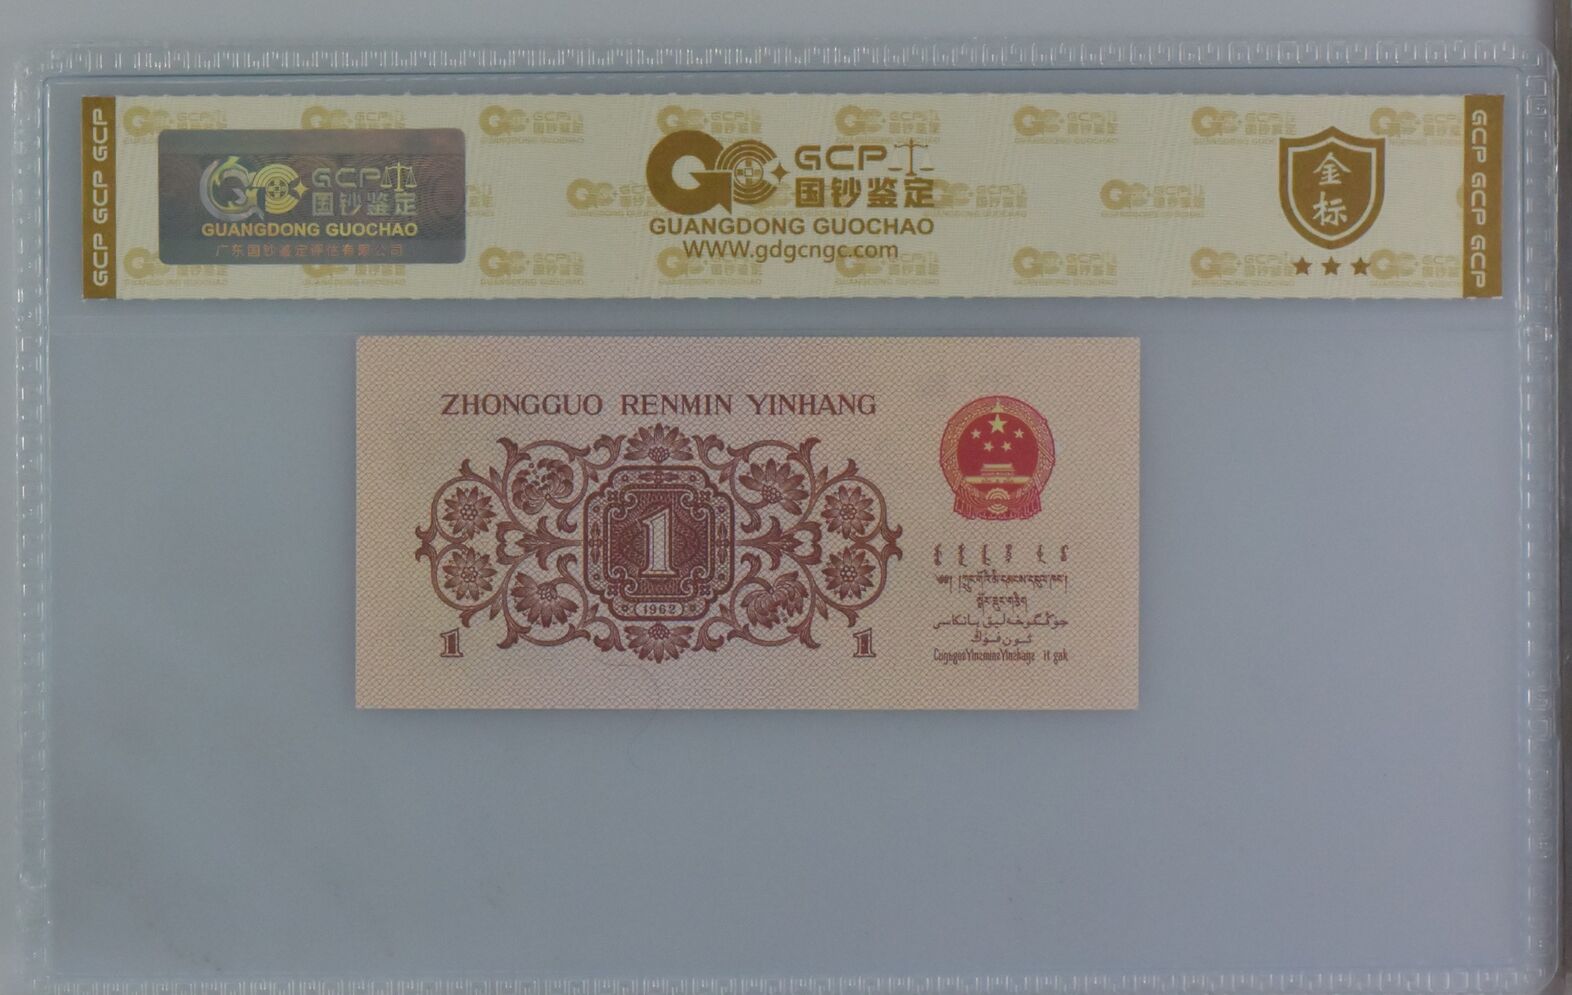 GCP GCP GCP
GCP 国钞鉴定
GUANGDONG GUOCHAO
广东国钞鉴定评估有限公司
GCP
国钞鉴定
GUANGDONG GUOCHAO
WWW.gdgcngc.com
金标
GCP GCP GCP
ZHONGGUO RENMIN YINHANG
1
1962
1
1
جۇڭگوخەلىق بانكاسى